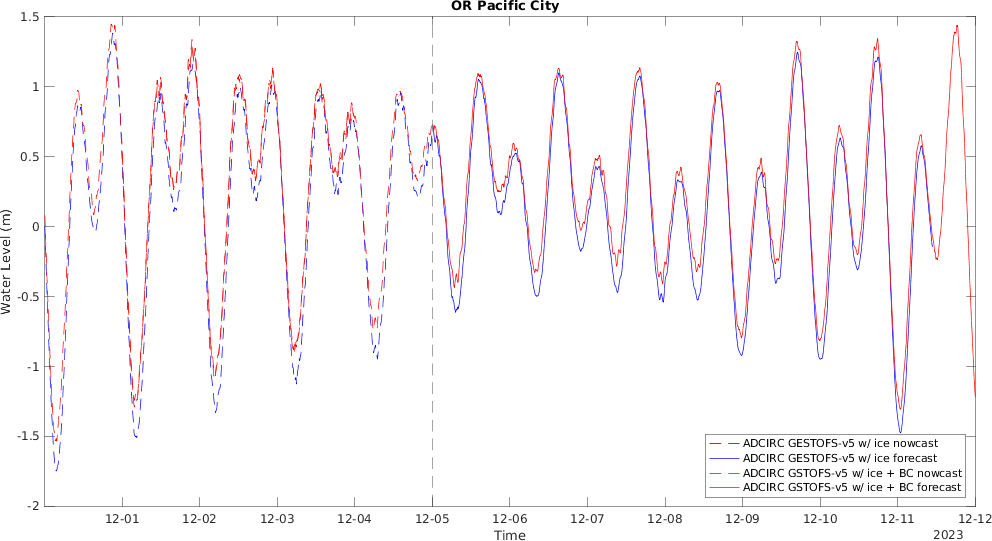 OR Pacific City
1.5
1
0.5
0
-0.5
-1
-1.5
-2
Water Level (m)
12-01 12-02 12-03 12-04 12-05 12-06 12-07 12-08 12-09 12-10 12-11 12-12
Time
2023
ADCIRC GESTOFS-v5 w/ ice nowcast
ADCIRC GESTOFS-v5 w/ ice forecast
ADCIRC GSTOFS-v5 w/ ice + BC nowcast
ADCIRC GSTOFS-v5 w/ ice + BC forecast